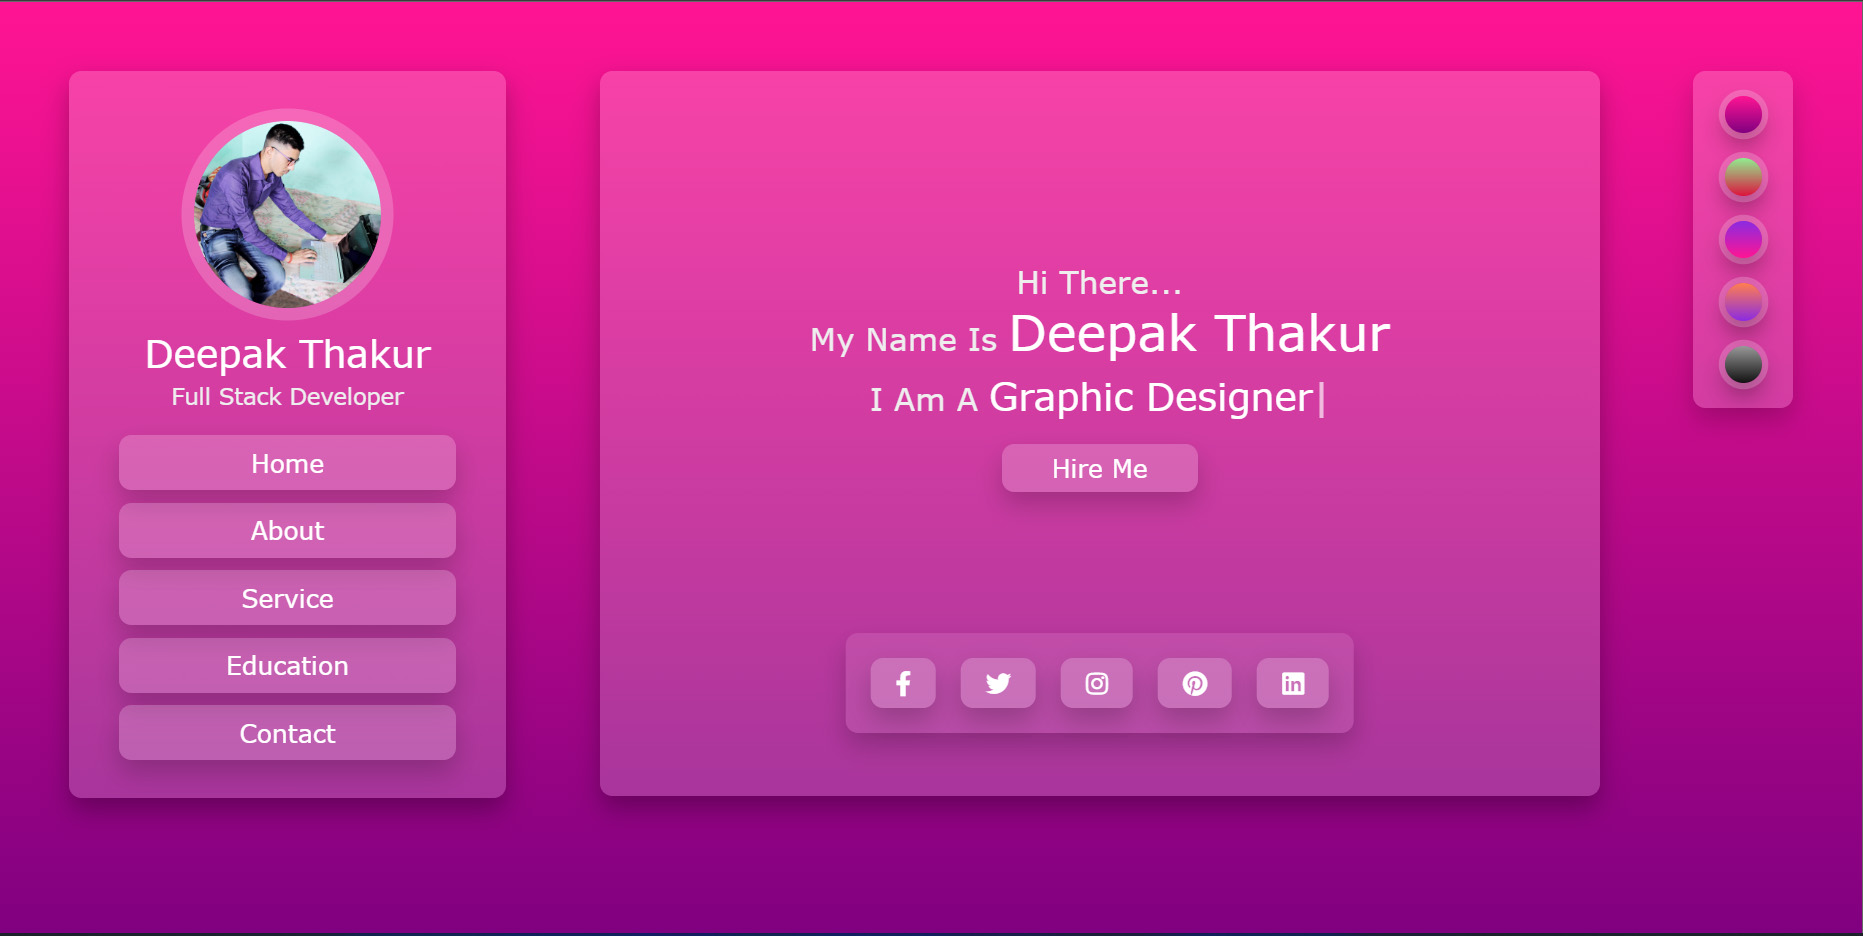 Deepak Thakur
Full Stack Developer
Home
About
Service
Education
Contact
Hi There...
My Name Is Deepak Thakur
I Am A Graphic Designer|
Hire Me